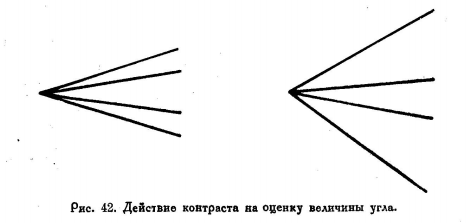 Рис. 42. Действие контраста на оценку величины угла.